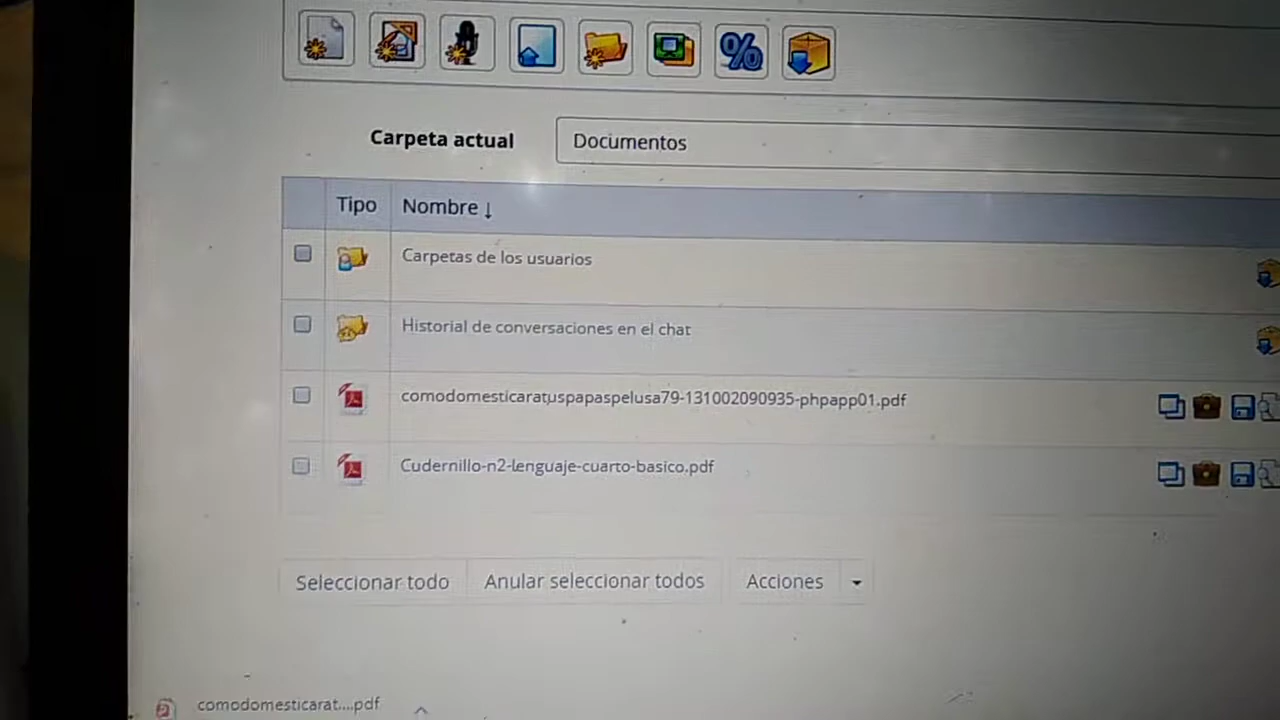 Carpeta actual
Documentos
Tipo
Nombre ↓
Carpetas de los usuarios
Historial de conversaciones en el chat
comodomesticaratuspapaspelusa79-131002090935-phpapp01.pdf
Cudernillo-n2-lenguaje-cuarto-basico.pdf
Seleccionar todo
Anular seleccionar todos
Acciones
comodomesticarat....pdf